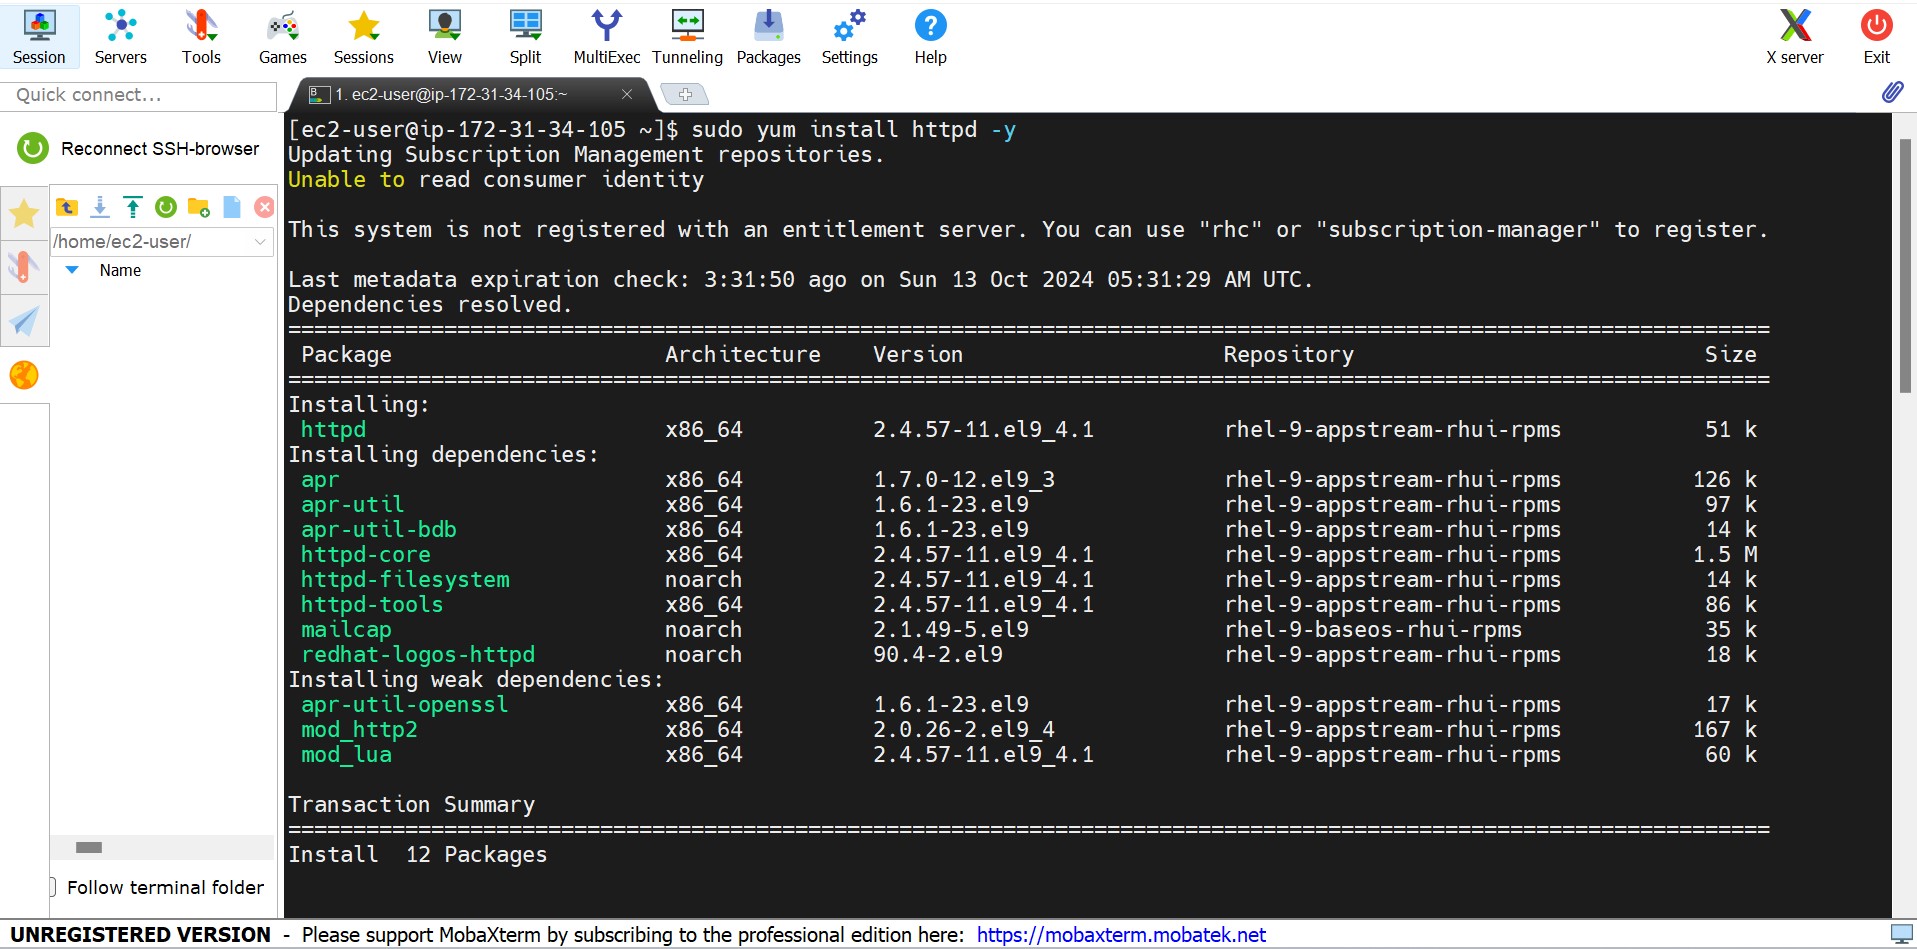 Session Servers Tools Games Sessions View Split MultiExec Tunneling Packages Settings Help X server Exit
Quick connect...
1. ec2-user@ip-172-31-34-105:~
Reconnect SSH-browser
/home/ec2-user/
Name
Follow terminal folder
[ec2-user@ip-172-31-34-105 ~]$ sudo yum install httpd -y
Updating Subscription Management repositories.
Unable to read consumer identity
This system is not registered with an entitlement server. You can use "rhc" or "subscription-manager" to register.
Last metadata expiration check: 3:31:50 ago on Sun 13 Oct 2024 05:31:29 AM UTC.
Dependencies resolved.
================================================================================
Package Architecture Version Repository Size
================================================================================
Installing:
httpd x86_64 2.4.57-11.el9_4.1 rhel-9-appstream-rhui-rpms 51 k
Installing dependencies:
apr x86_64 1.7.0-12.el9_3 rhel-9-appstream-rhui-rpms 126 k
apr-util x86_64 1.6.1-23.el9 rhel-9-appstream-rhui-rpms 97 k
apr-util-bdb x86_64 1.6.1-23.el9 rhel-9-appstream-rhui-rpms 14 k
httpd-core x86_64 2.4.57-11.el9_4.1 rhel-9-appstream-rhui-rpms 1.5 M
httpd-filesystem noarch 2.4.57-11.el9_4.1 rhel-9-appstream-rhui-rpms 14 k
httpd-tools x86_64 2.4.57-11.el9_4.1 rhel-9-appstream-rhui-rpms 86 k
mailcap noarch 2.1.49-5.el9 rhel-9-baseos-rhui-rpms 35 k
redhat-logos-httpd noarch 90.4-2.el9 rhel-9-appstream-rhui-rpms 18 k
Installing weak dependencies:
apr-util-openssl x86_64 1.6.1-23.el9 rhel-9-appstream-rhui-rpms 17 k
mod_http2 x86_64 2.0.26-2.el9_4 rhel-9-appstream-rhui-rpms 167 k
mod_lua x86_64 2.4.57-11.el9_4.1 rhel-9-appstream-rhui-rpms 60 k
Transaction Summary
================================================================================
Install 12 Packages
UNREGISTERED VERSION - Please support MobaXterm by subscribing to the professional edition here: https://mobaxterm.mobatek.net